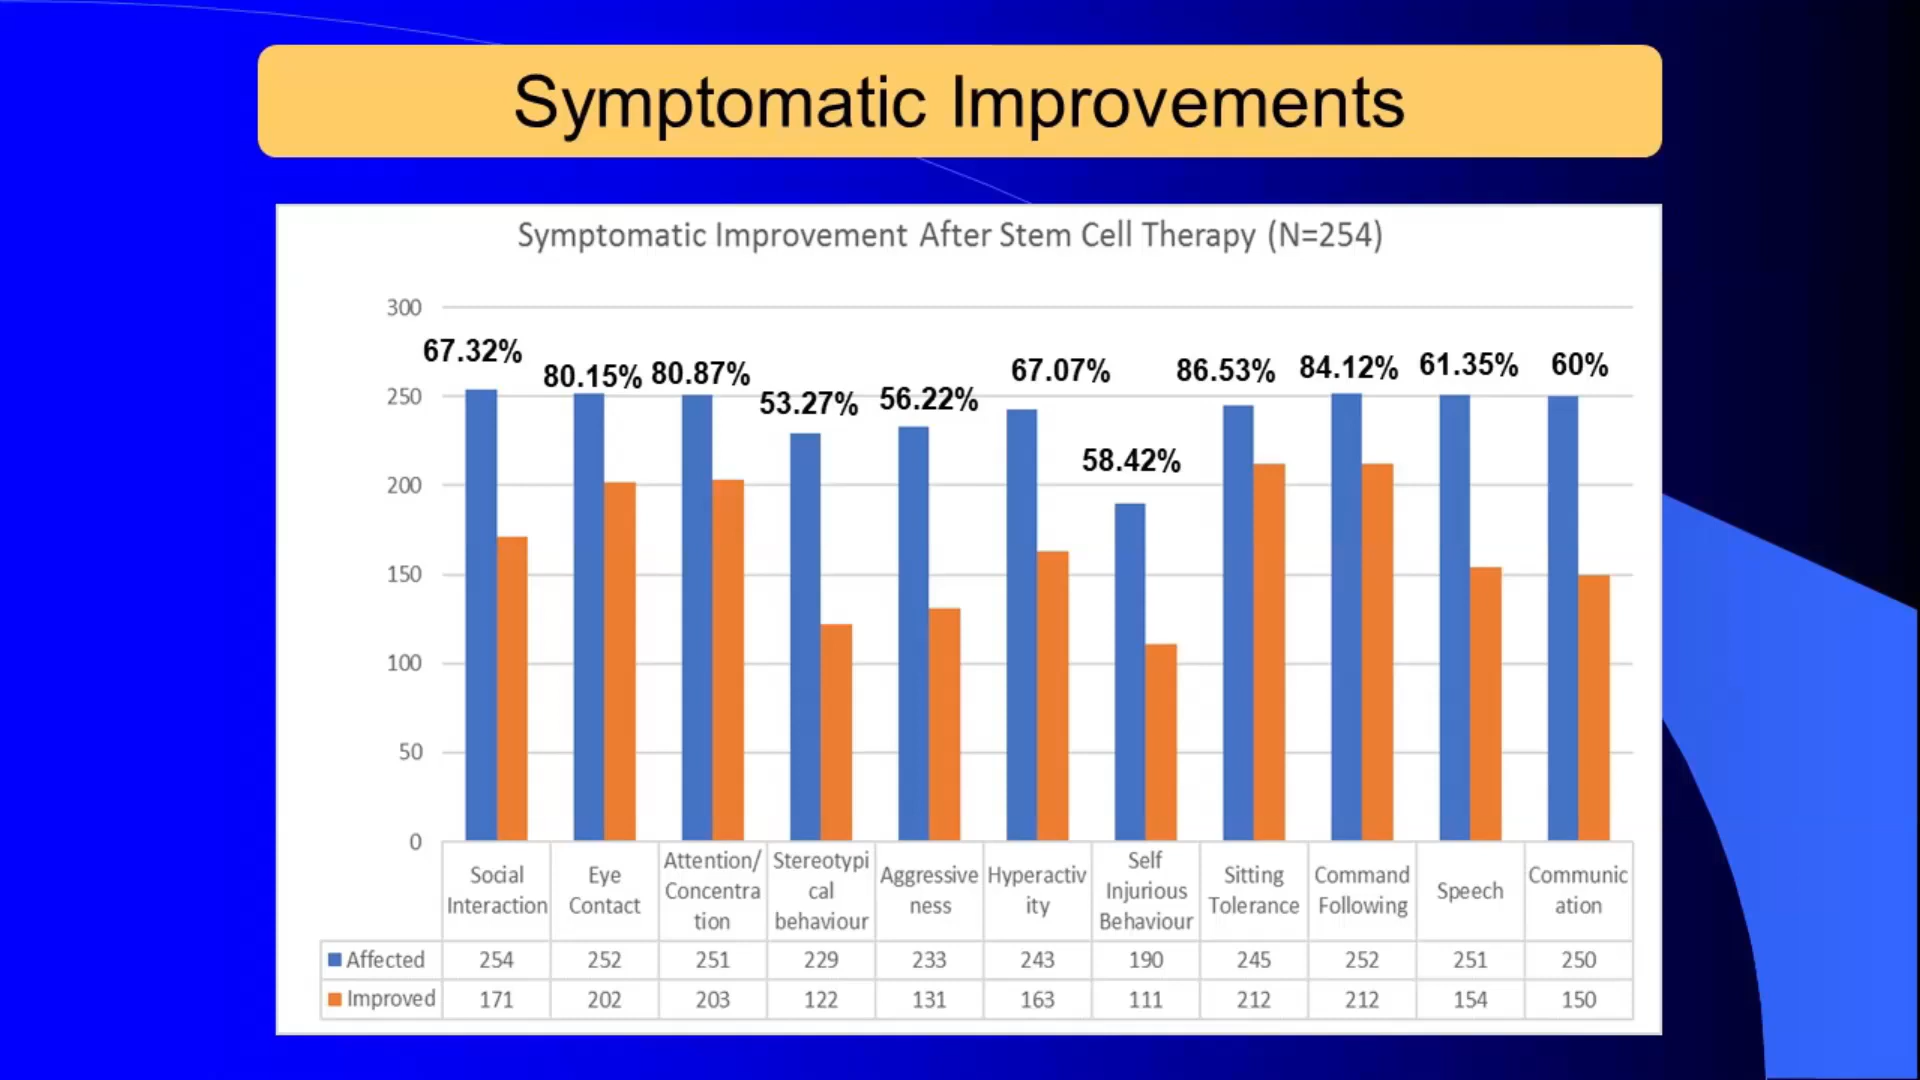 Symptomatic Improvements
Symptomatic Improvement After Stem Cell Therapy (N=254)
300
250
200
150
100
50
0
67.32%
80.15%
80.87%
53.27%
56.22%
67.07%
58.42%
86.53%
84.12%
61.35%
60%
Social
Interaction
Eye
Contact
Attention/
Concentra
tion
Stereotypi
cal
behaviour
Aggressive
ness
Hyperactiv
ity
Self
Injurious
Behaviour
Sitting
Tolerance
Command
Following
Speech
Communic
ation
Affected 254 252 251 229 233 243 190 245 252 251 250
Improved 171 202 203 122 131 163 111 212 212 154 150